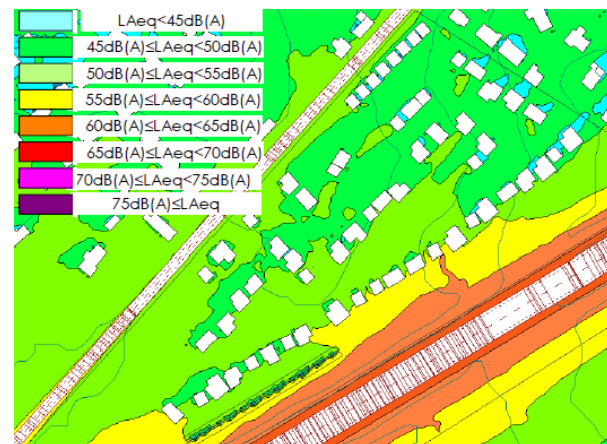 LAeq<45dB(A)
45dB(A)≤LAeq<50dB(A)
50dB(A)≤LAeq<55dB(A)
55dB(A)≤LAeq<60dB(A)
60dB(A)≤LAeq<65dB(A)
65dB(A)≤LAeq<70dB(A)
70dB(A)≤LAeq<75dB(A)
75dB(A)≤LAeq